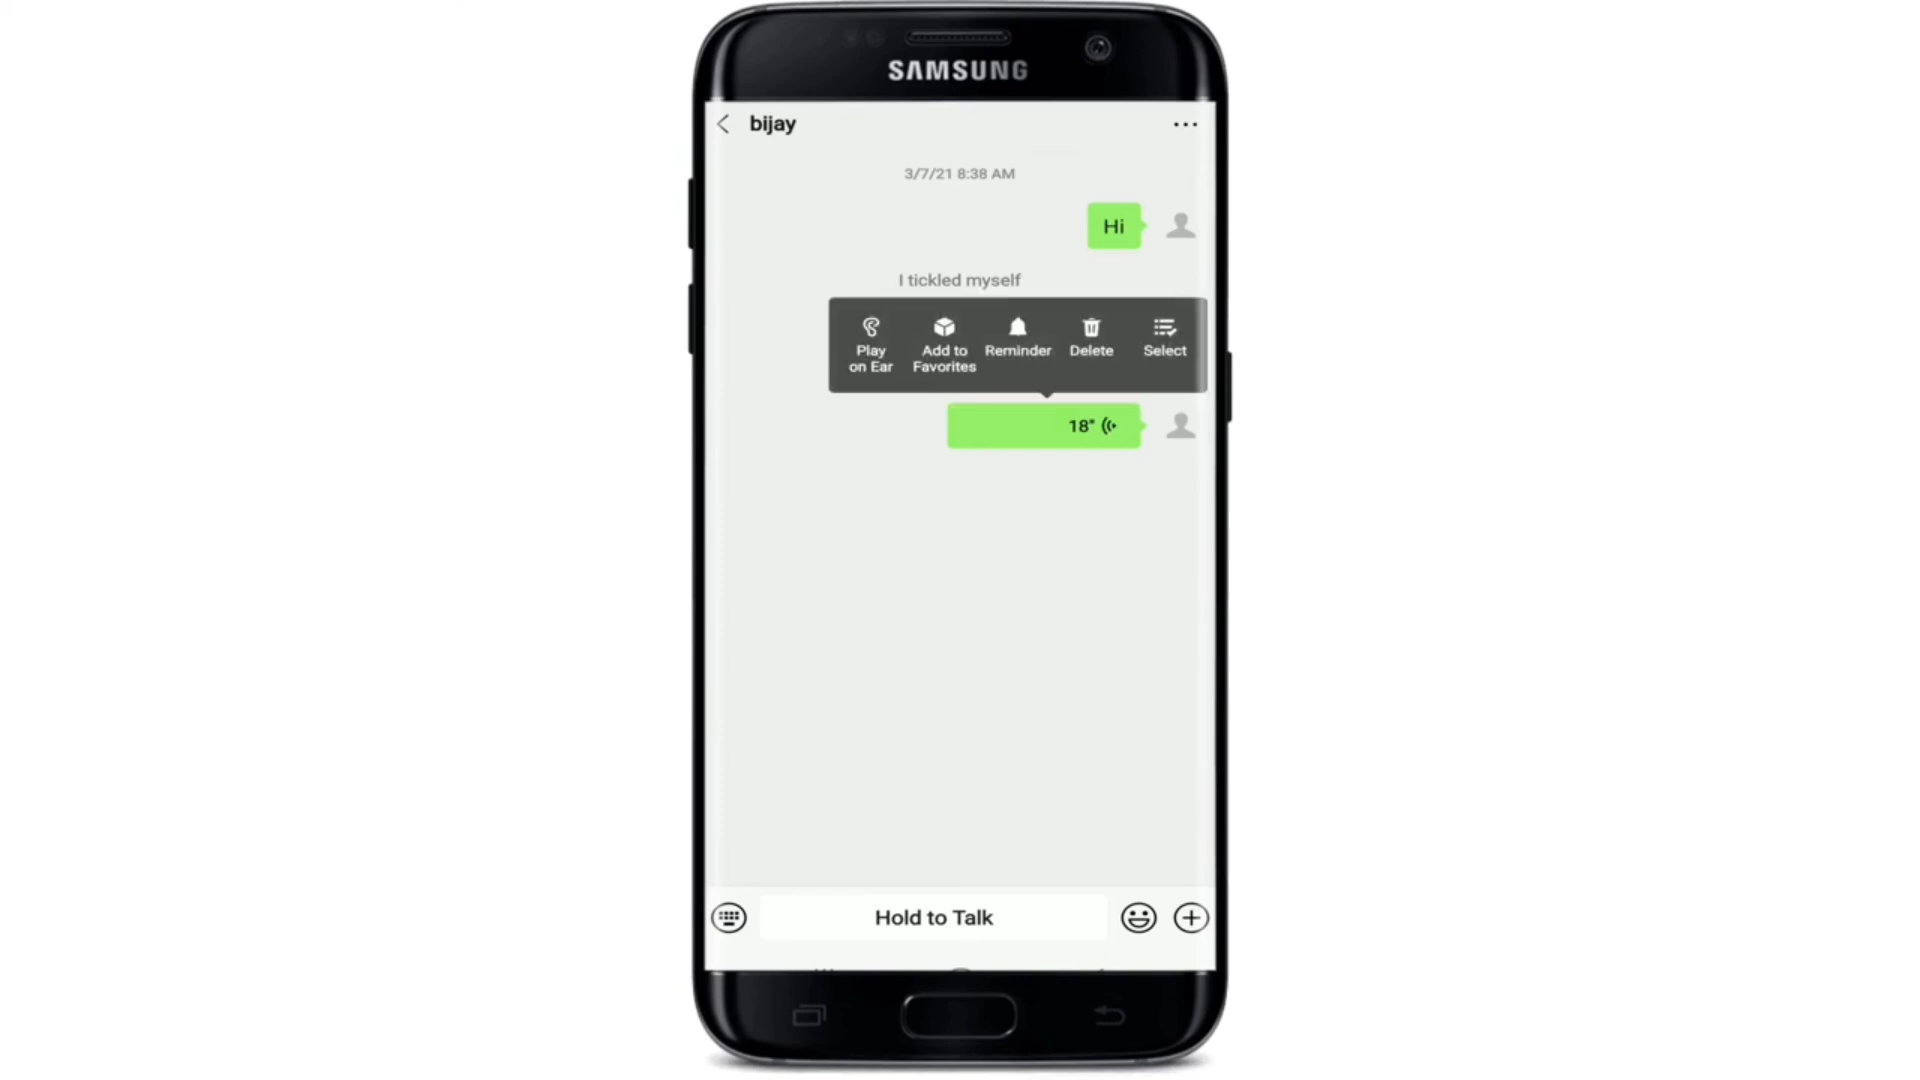 SAMSUNG
bijay
3/7/21 8:38 AM
Hi
I tickled myself
Play on Ear
Add to Favorites
Reminder
Delete
Select
18"
Hold to Talk